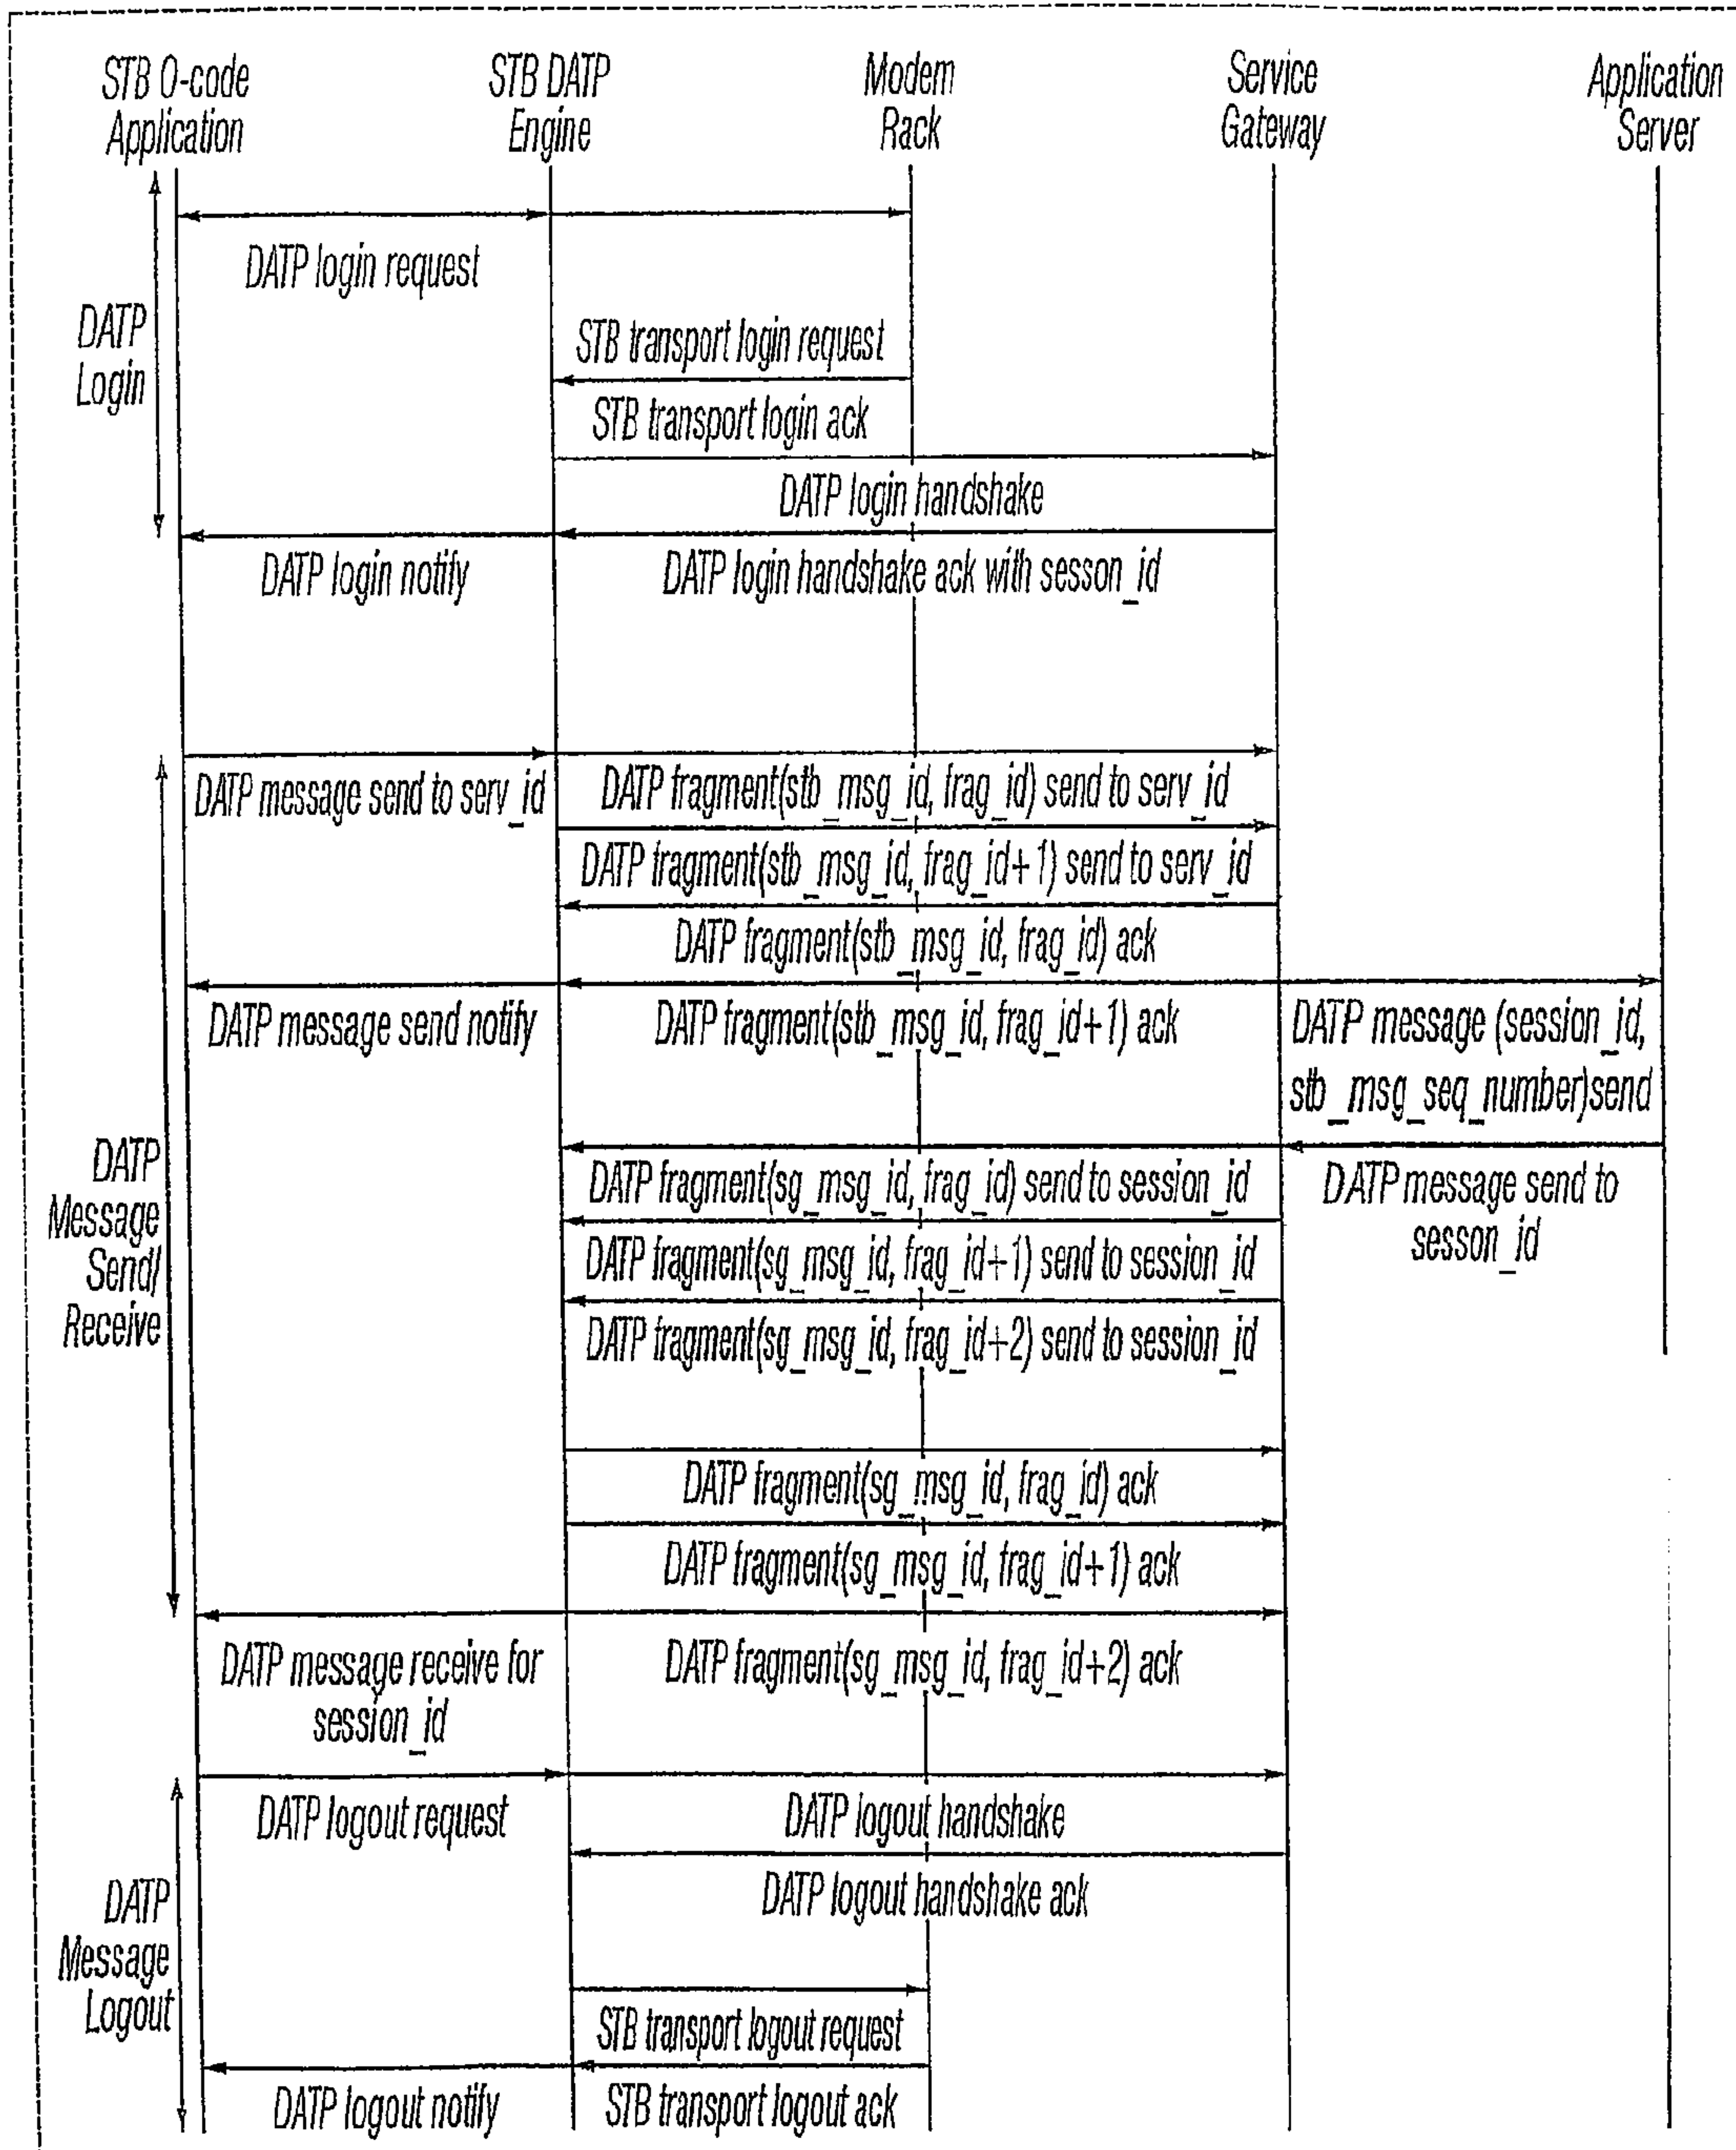 STB O-code
Application
STB DATP
Engine
Modem
Rack
Service
Gateway
Application
Server
DATP login request
DATP
Login
STB transport login request
STB transport login ack
DATP login handshake
DATP login notify
DATP login handshake ack with sesson_id
DATP message send to serv_id
DATP fragment(stb_msg_id, frag_id) send to serv_id
DATP fragment(stb_msg_id, frag_id+1) send to serv_id
DATP fragment(stb_msg_id, frag_id) ack
DATP message send notify
DATP fragment(stb_msg_id, frag_id+1) ack
DATP message (session_id,
stb_msg_seq_number)send
DATP
Message
Send/
Receive
DATP fragment(sg_msg_id, frag_id) send to session_id
DATP message send to
sesson_id
DATP fragment(sg_msg_id, frag_id+1) send to session_id
DATP fragment(sg_msg_id, frag_id+2) send to session_id
DATP fragment(sg_msg_id, frag_id) ack
DATP fragment(sg_msg_id, frag_id+1) ack
DATP message receive for
session_id
DATP fragment(sg_msg_id, frag_id+2) ack
DATP logout request
DATP logout handshake
DATP logout handshake ack
DATP
Message
Logout
STB transport logout request
DATP logout notify
STB transport logout ack